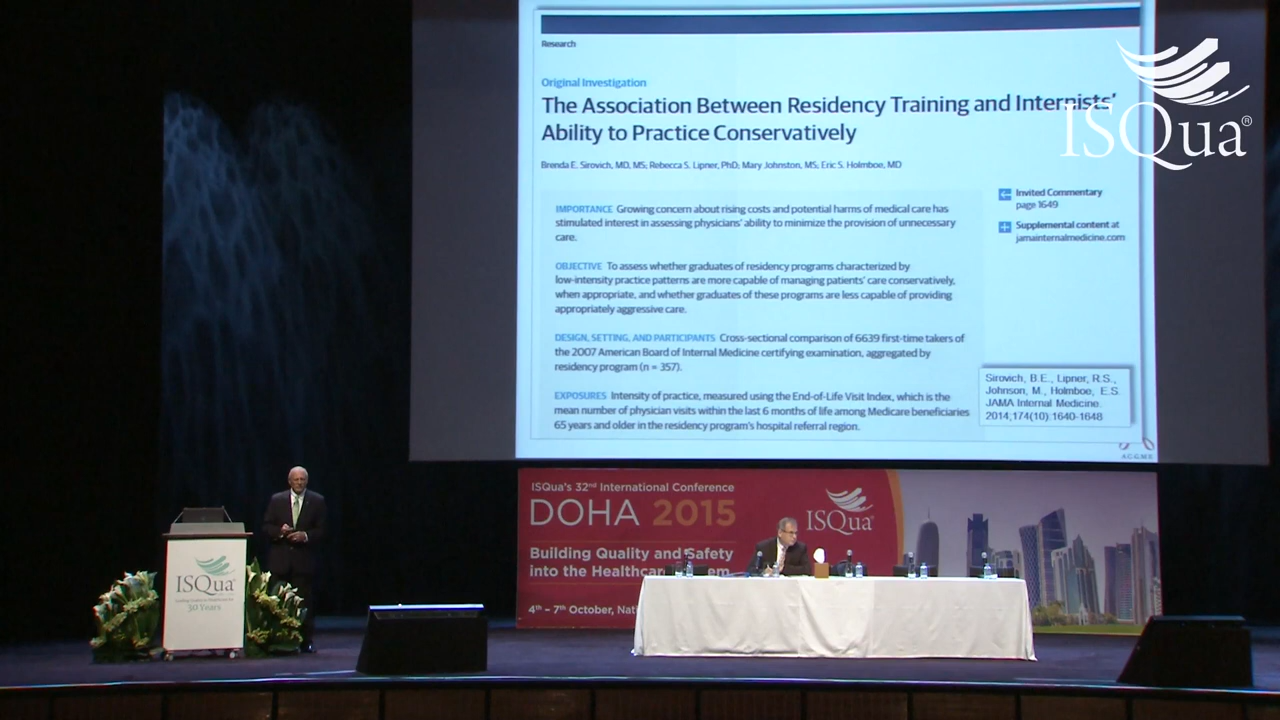 Research
Original Investigation
The Association Between Residency Training and Internists'
Ability to Practice Conservatively
Brenda E. Sirovich, MD, MS; Rebecca S. Lipner, PhD; Mary Johnston, MS; Eric S. Holmboe, MD
IMPORTANCE Growing concern about rising costs and potential harms of medical care has
stimulated interest in assessing physicians' ability to minimize the provision of unnecessary
care.
OBJECTIVE To assess whether graduates of residency programs characterized by
low-intensity practice patterns are more capable of managing patients' care conservatively,
when appropriate, and whether graduates of these programs are less capable of providing
appropriately aggressive care.
DESIGN, SETTING, AND PARTICIPANTS Cross-sectional comparison of 6639 first-time takers of
the 2007 American Board of Internal Medicine certifying examination, aggregated by
residency program (n = 357).
EXPOSURES Intensity of practice, measured using the End-of-Life Visit Index, which is the
mean number of physician visits within the last 6 months of life among Medicare beneficiaries
65 years and older in the residency program's hospital referral region.
Invited Commentary
page 1649
Supplemental content at
jamainternalmedicine.com
Sirovich, B.E., Lipner, R.S.,
Johnson, M., Holmboe, E.S.
JAMA Internal Medicine.
2014;174(10):1640-1648
ACGME
ISQua®
ISQua's 32nd International Conference
DOHA 2015
Building Quality and Safety
into the Healthcare
4th – 7th October,
ISQua
ISQua
30 Years